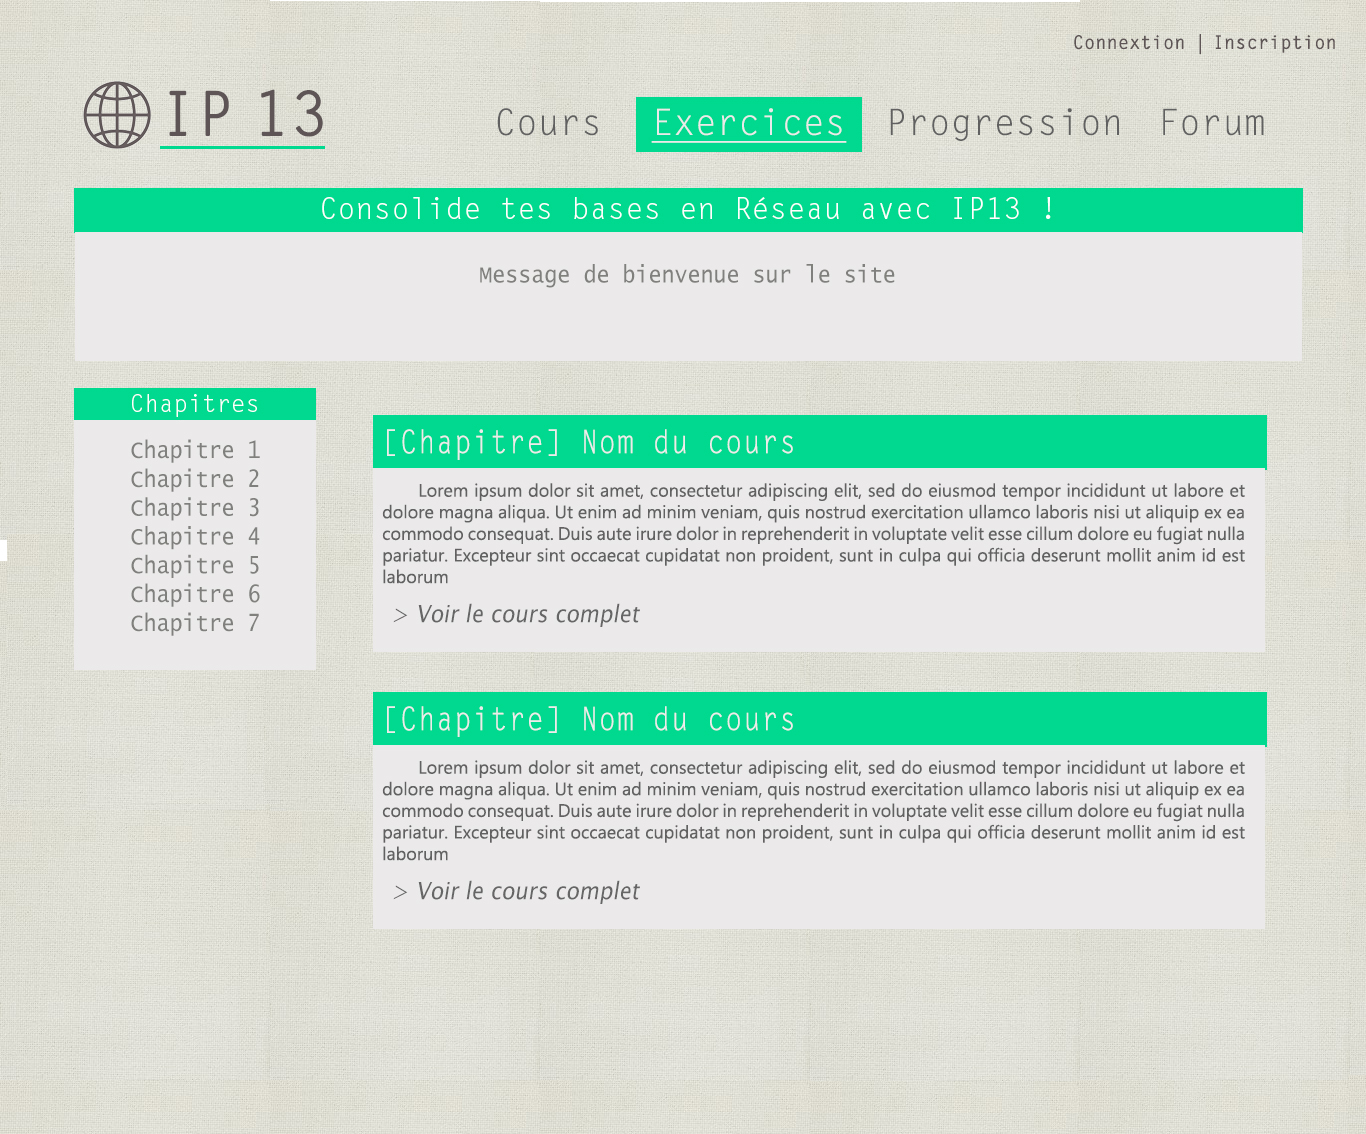 Connextion | Inscription
IP 13
Cours Exercices Progression Forum
Consolide tes bases en Réseau avec IP13 !
Message de bienvenue sur le site
Chapitres
Chapitre 1
Chapitre 2
Chapitre 3
Chapitre 4
Chapitre 5
Chapitre 6
Chapitre 7
[Chapitre] Nom du cours
Lorem ipsum dolor sit amet, consectetur adipiscing elit, sed do eiusmod tempor incididunt ut labore et
dolore magna aliqua. Ut enim ad minim veniam, quis nostrud exercitation ullamco laboris nisi ut aliquip ex ea
commodo consequat. Duis aute irure dolor in reprehenderit in voluptate velit esse cillum dolore eu fugiat nulla
pariatur. Excepteur sint occaecat cupidatat non proident, sunt in culpa qui officia deserunt mollit anim id est
laborum
> Voir le cours complet
[Chapitre] Nom du cours
Lorem ipsum dolor sit amet, consectetur adipiscing elit, sed do eiusmod tempor incididunt ut labore et
dolore magna aliqua. Ut enim ad minim veniam, quis nostrud exercitation ullamco laboris nisi ut aliquip ex ea
commodo consequat. Duis aute irure dolor in reprehenderit in voluptate velit esse cillum dolore eu fugiat nulla
pariatur. Excepteur sint occaecat cupidatat non proident, sunt in culpa qui officia deserunt mollit anim id est
laborum
> Voir le cours complet